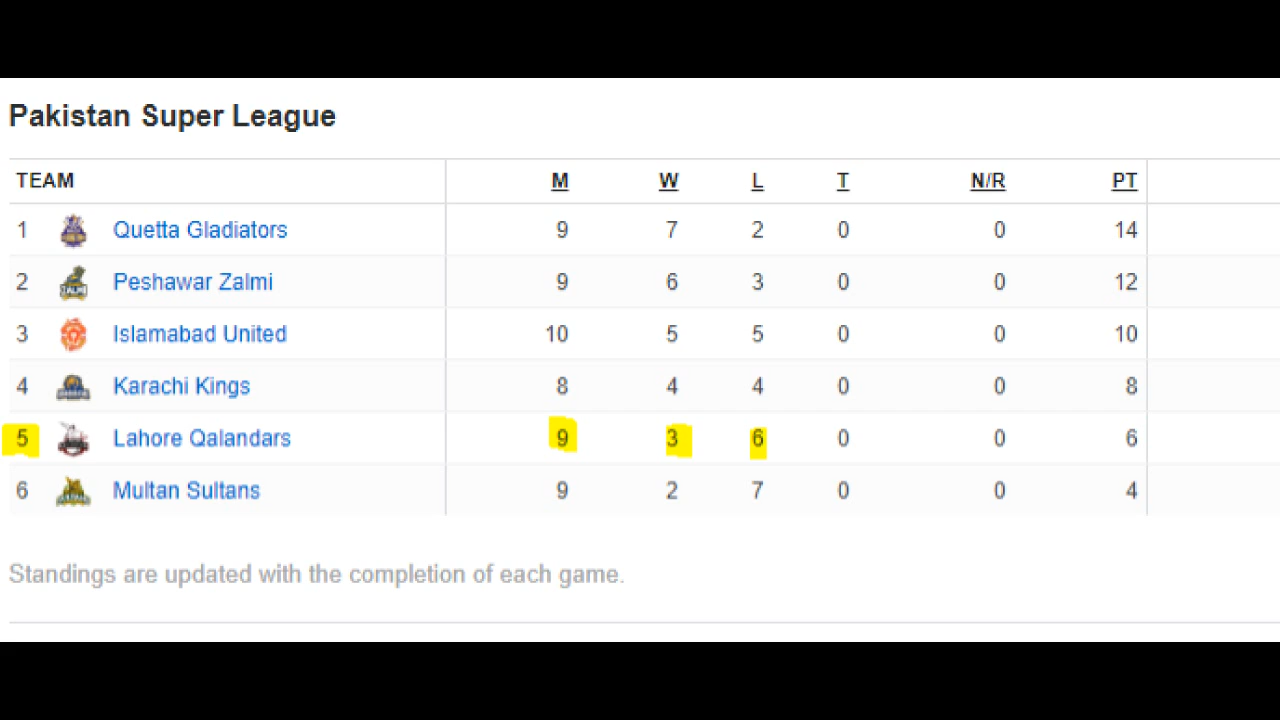 Pakistan Super League
TEAM M W L T N/R PT
1 Quetta Gladiators 9 7 2 0 0 14
2 Peshawar Zalmi 9 6 3 0 0 12
3 Islamabad United 10 5 5 0 0 10
4 Karachi Kings 8 4 4 0 0 8
5 Lahore Qalandars 9 3 6 0 0 6
6 Multan Sultans 9 2 7 0 0 4
Standings are updated with the completion of each game.